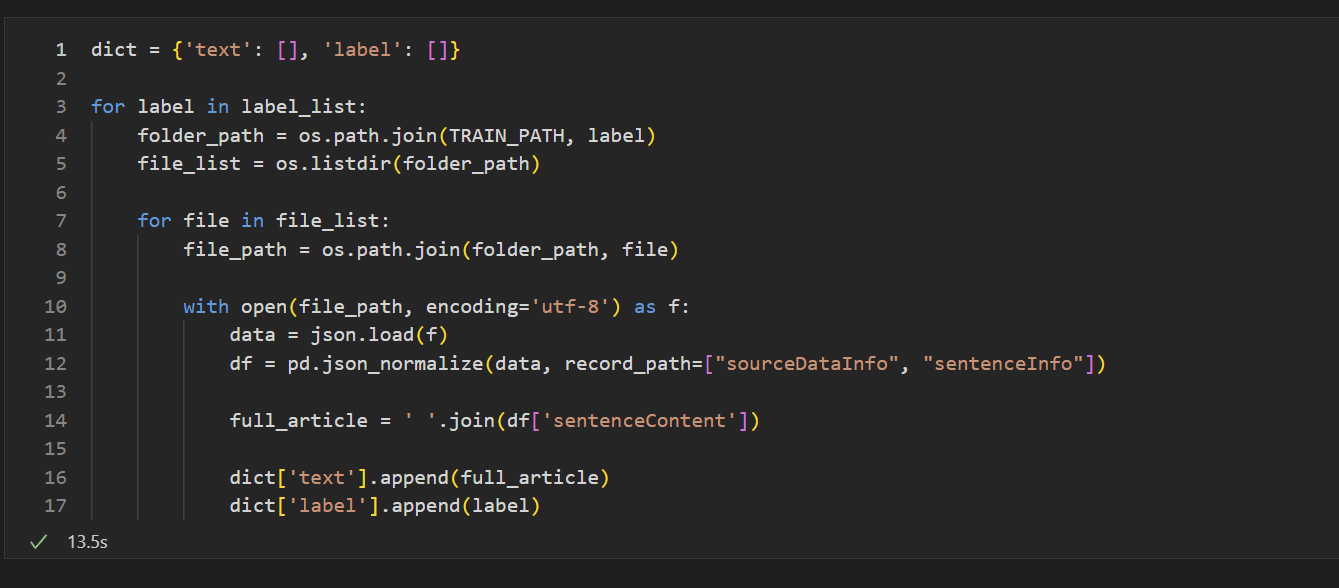 1 dict = {'text': [], 'label': []}
2
3 for label in label_list:
4     folder_path = os.path.join(TRAIN_PATH, label)
5     file_list = os.listdir(folder_path)
6
7     for file in file_list:
8         file_path = os.path.join(folder_path, file)
9
10         with open(file_path, encoding='utf-8') as f:
11             data = json.load(f)
12             df = pd.json_normalize(data, record_path=["sourceDataInfo", "sentenceInfo"])
13
14             full_article = ' '.join(df['sentenceContent'])
15
16             dict['text'].append(full_article)
17             dict['label'].append(label)
✓ 13.5s